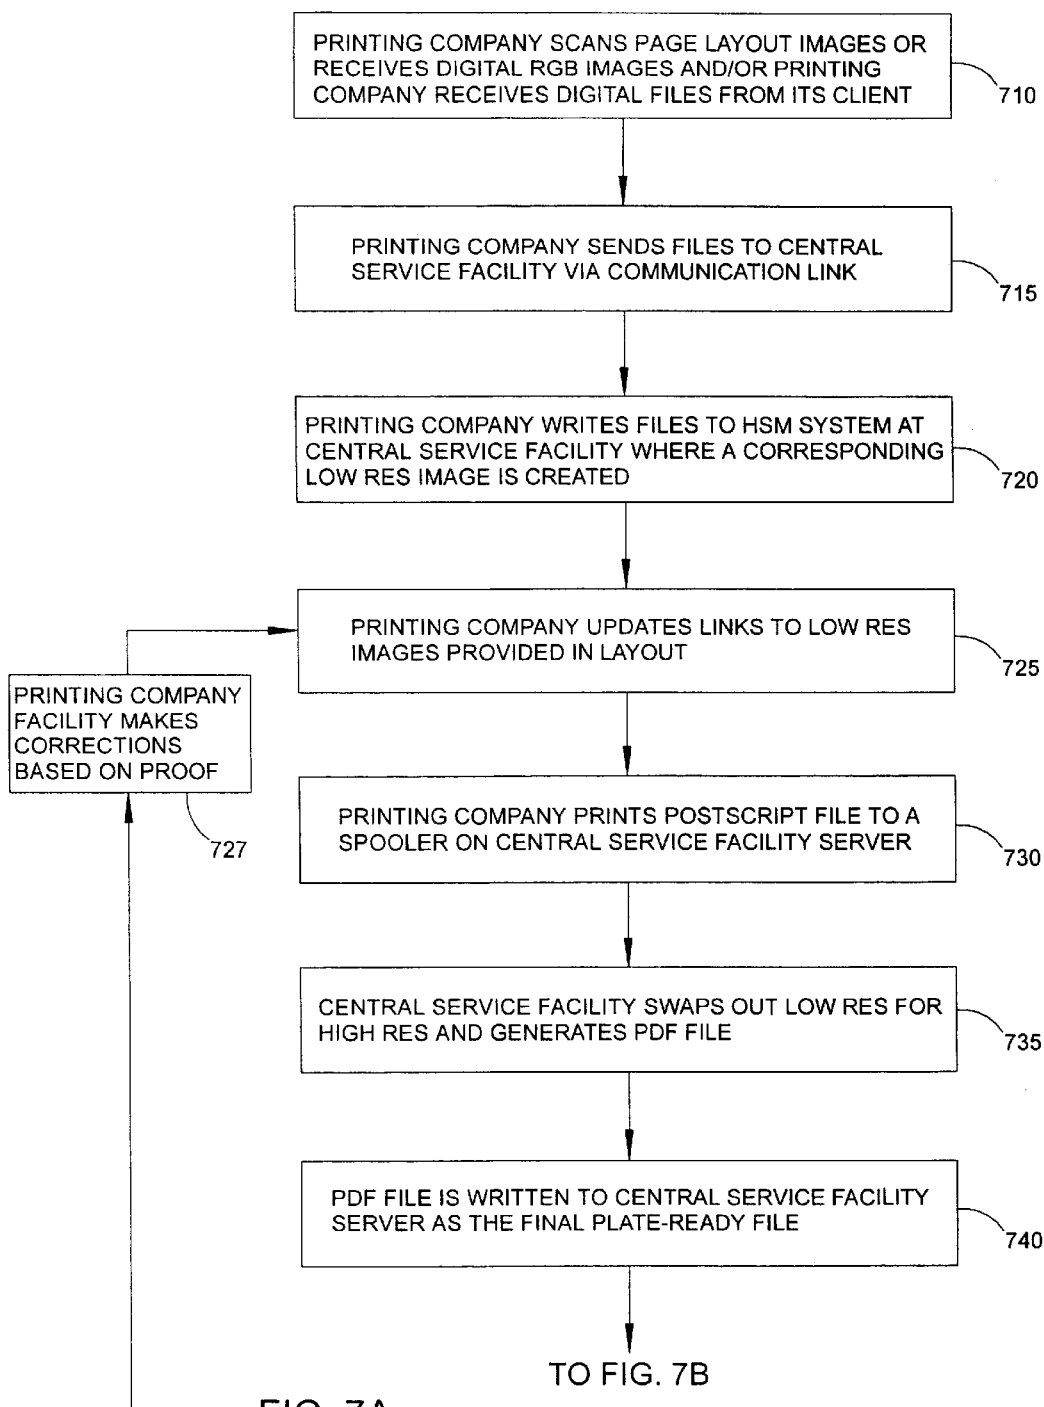 PRINTING COMPANY SCANS PAGE LAYOUT IMAGES OR
RECEIVES DIGITAL RGB IMAGES AND/OR PRINTING
COMPANY RECEIVES DIGITAL FILES FROM ITS CLIENT
710
PRINTING COMPANY SENDS FILES TO CENTRAL
SERVICE FACILITY VIA COMMUNICATION LINK
715
PRINTING COMPANY WRITES FILES TO HSM SYSTEM AT
CENTRAL SERVICE FACILITY WHERE A CORRESPONDING
LOW RES IMAGE IS CREATED
720
PRINTING COMPANY UPDATES LINKS TO LOW RES
IMAGES PROVIDED IN LAYOUT
725
PRINTING COMPANY
FACILITY MAKES
CORRECTIONS
BASED ON PROOF
727
PRINTING COMPANY PRINTS POSTSCRIPT FILE TO A
SPOOLER ON CENTRAL SERVICE FACILITY SERVER
730
CENTRAL SERVICE FACILITY SWAPS OUT LOW RES FOR
HIGH RES AND GENERATES PDF FILE
735
PDF FILE IS WRITTEN TO CENTRAL SERVICE FACILITY
SERVER AS THE FINAL PLATE-READY FILE
740
TO FIG. 7B
FIG. 7A